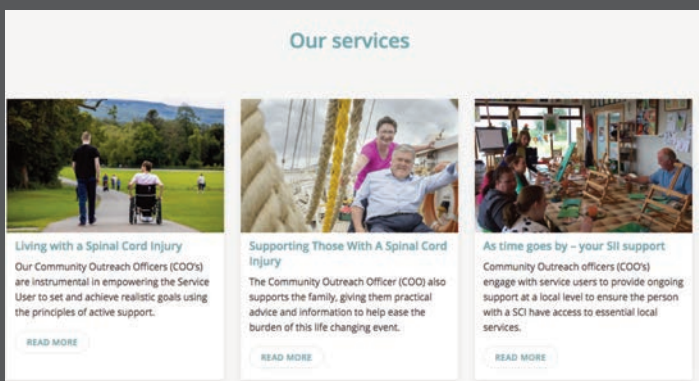 Our services
Living with a Spinal Cord Injury
Our Community Outreach Officers (COO's)
are instrumental in empowering the Service
User to set and achieve realistic goals using
the principles of active support.
READ MORE
Supporting Those With A Spinal Cord
Injury
The Community Outreach Officer (COO) also
supports the family, giving them practical
advice and information to help ease the
burden of this life changing event.
READ MORE
As time goes by – your SII support
Community Outreach officers (COO's)
engage with service users to provide ongoing
support at a local level to ensure the person
with a SCI have access to essential local
services.
READ MORE